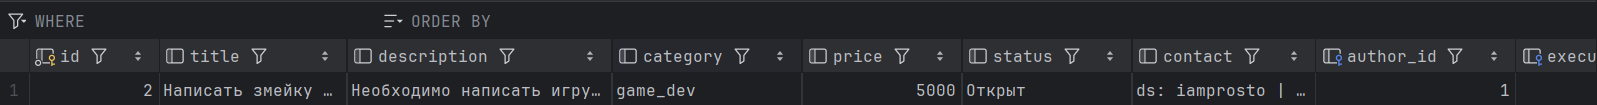 WHERE ORDER BY
id title description category price status contact author_id execu
1 2 Написать змейку … Необходимо написать игру… game_dev 5000 Открыт ds: iamprosto | … 1